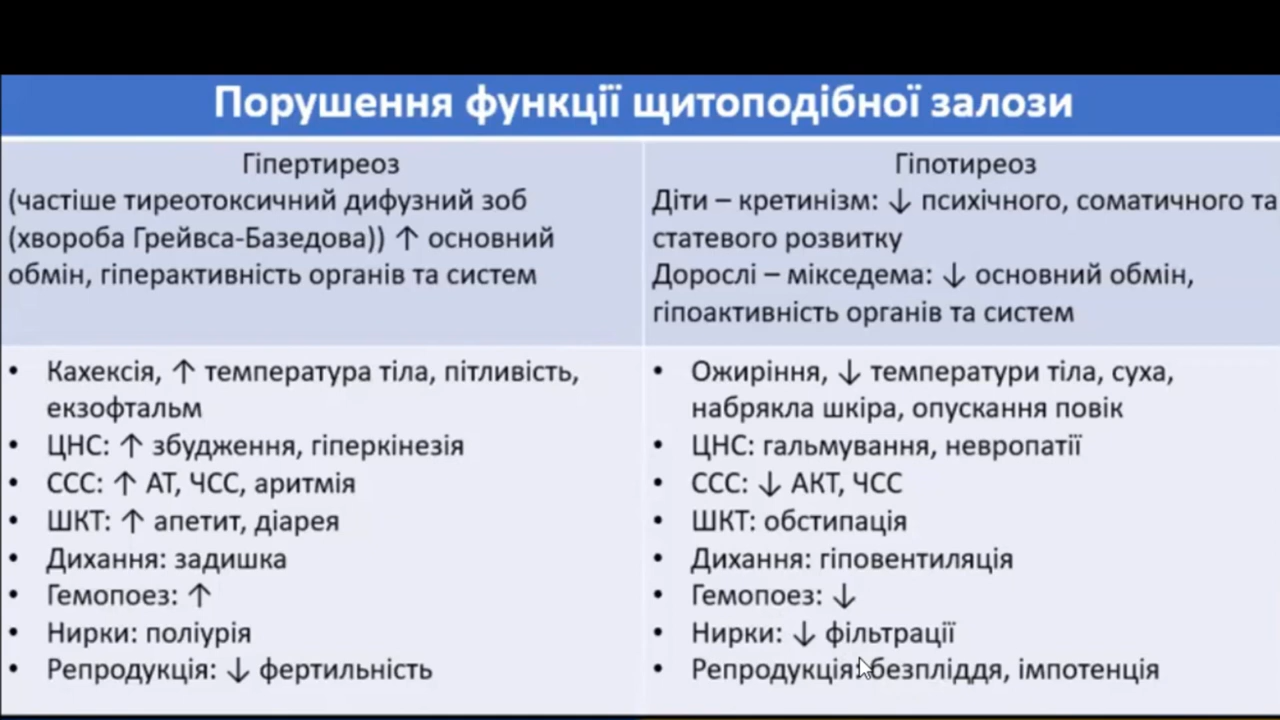 Порушення функції щитоподібної залози
Гіпертиреоз
(частіше тиреотоксичний дифузний зоб
(хвороба Грейвса-Базедова)) ↑ основний
обмін, гіперактивність органів та систем
Гіпотиреоз
Діти – кретинізм: ↓ психічного, соматичного та
статевого розвитку
Дорослі – мікседема: ↓ основний обмін,
гіпоактивність органів та систем
• Кахексія, ↑ температура тіла, пітливість,
екзофтальм
• ЦНС: ↑ збудження, гіперкінезія
• ССС: ↑ АТ, ЧСС, аритмія
• ШКТ: ↑ апетит, діарея
• Дихання: задишка
• Гемопоез: ↑
• Нирки: поліурія
• Репродукція: ↓ фертильність
• Ожиріння, ↓ температури тіла, суха,
набрякла шкіра, опускання повік
• ЦНС: гальмування, невропатії
• ССС: ↓ АКТ, ЧСС
• ШКТ: обстипація
• Дихання: гіповентиляція
• Гемопоез: ↓
• Нирки: ↓ фільтрації
• Репродукція: безпліддя, імпотенція